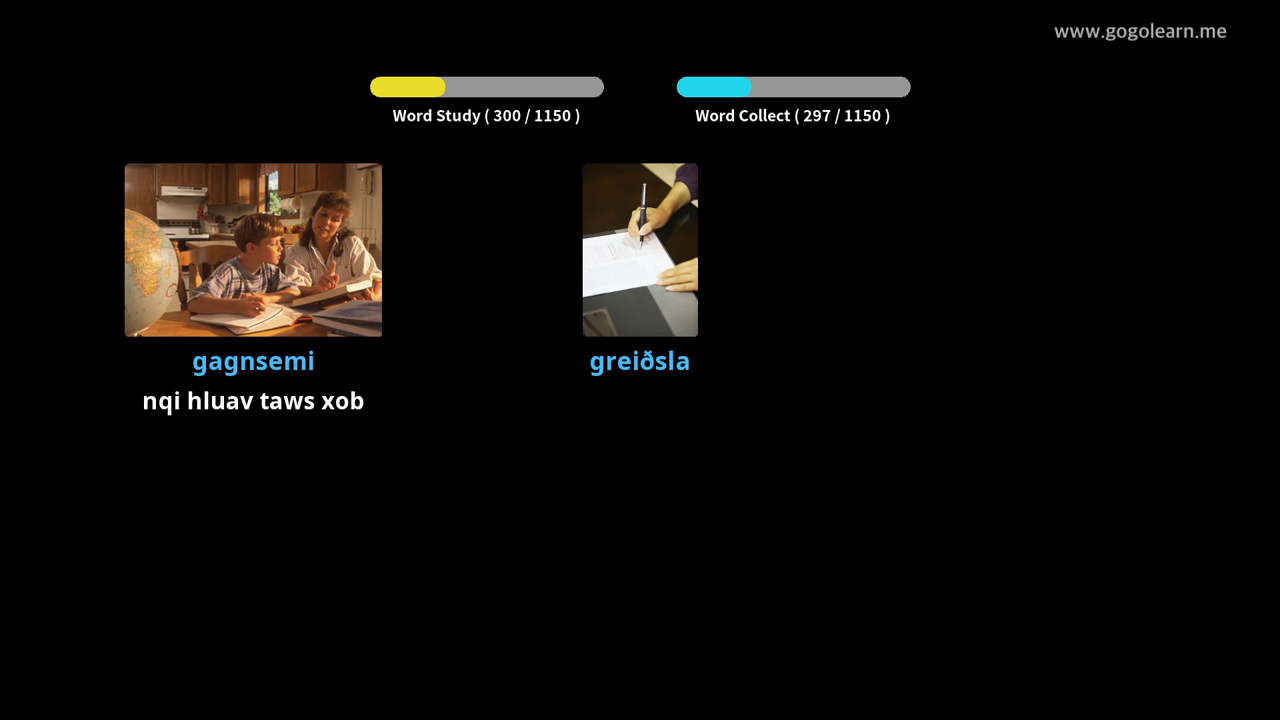 www.gogolearn.me
Word Study ( 300 / 1150 )
Word Collect ( 297 / 1150 )
gagnsemi
greiðsla
nqi hluav taws xob